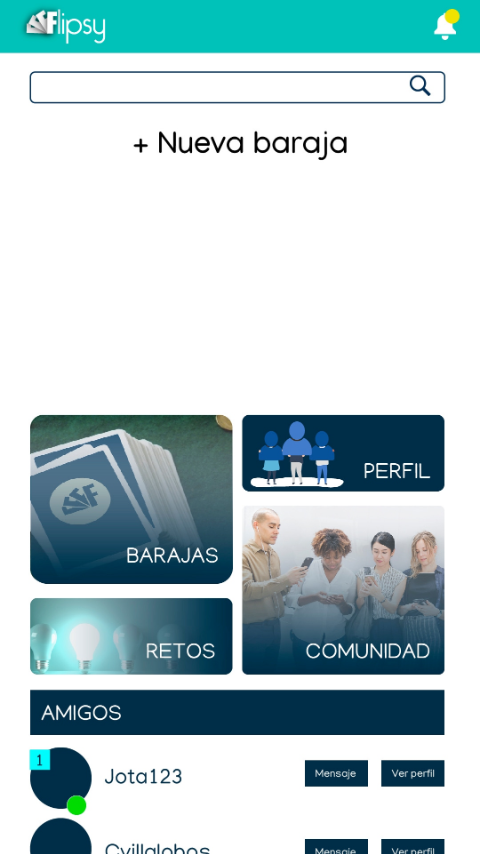 Flipsy
+ Nueva baraja
BARAJAS
PERFIL
RETOS
COMUNIDAD
AMIGOS
1
Jota123
Mensaje
Ver perfil
Cvillalobos
Mensaje
Ver perfil